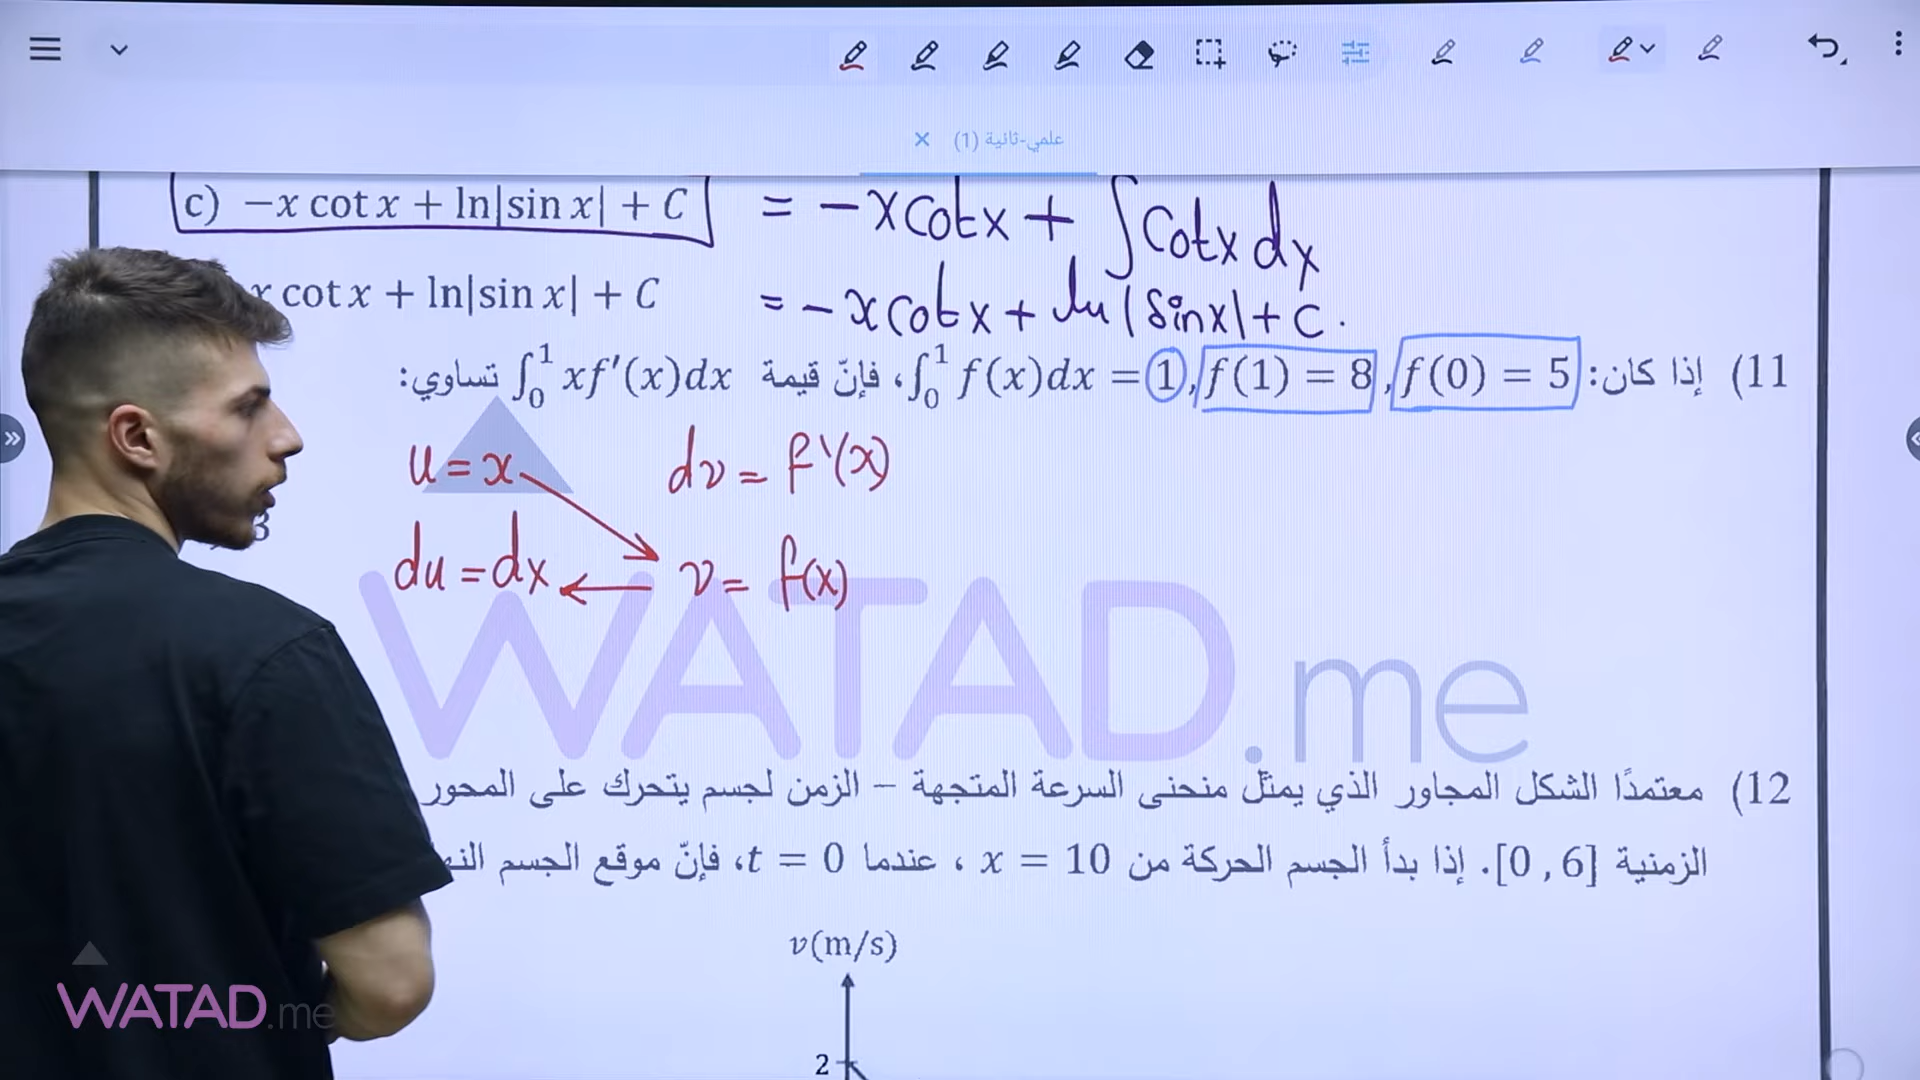 علمي-ثانية (1)
c) −x cot x + ln|sin x| + C
= −x cot x + ∫ cot x dx
x cot x + ln|sin x| + C
= −x cot x + ln |sin x| + C.
11) إذا كان: f(0) = 5, f(1) = 8, ∫₀¹ f(x)dx = 1، فإنّ قيمة ∫₀¹ xf′(x)dx تساوي:
u = x dv = f'(x)
3
du = dx v = f(x)
WATAD.me
12) معتمدًا الشكل المجاور الذي يمثّل منحنى السرعة المتجهة – الزمن لجسم يتحرك على المحور
الزمنية [0 , 6]. إذا بدأ الجسم الحركة من x = 10 ، عندما t = 0، فإنّ موقع الجسم
v(m/s)
WATAD.me
2